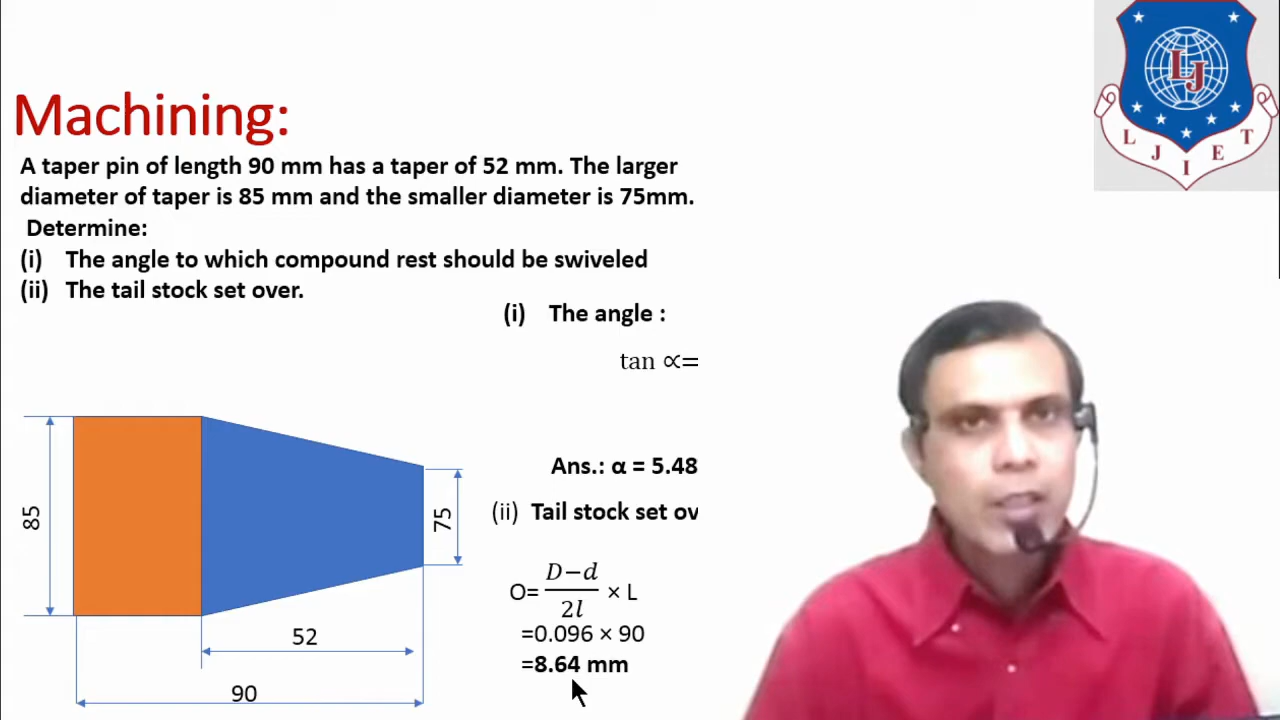 Machining:
A taper pin of length 90 mm has a taper of 52 mm. The larger
diameter of taper is 85 mm and the smaller diameter is 75mm.
Determine:
(i) The angle to which compound rest should be swiveled
(ii) The tail stock set over.
(i) The angle :
tan ∝=
Ans.: α = 5.48
(ii) Tail stock set ov
O= \frac{D−d}{2l} × L
=0.096 × 90
=8.64 mm
85
75
52
90
LJ
L J I E T